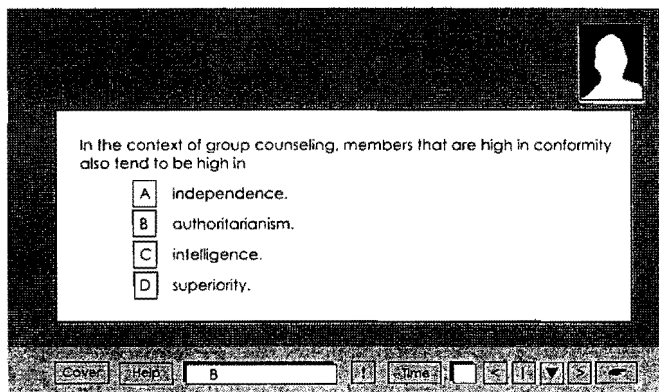 In the context of group counseling, members that are high in conformity
also tend to be high in
A independence.
B authoritarianism.
C intelligence.
D superiority.
Cover Help B ! Time < | ▼ >